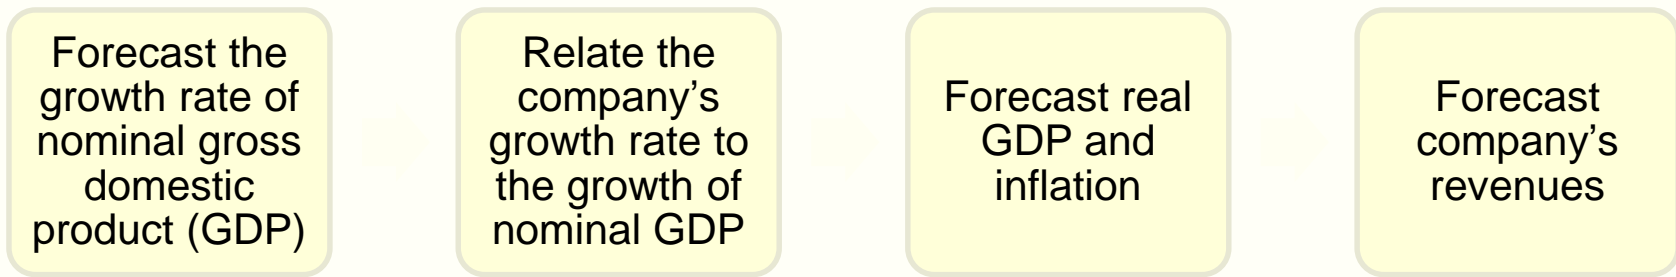 Forecast the
growth rate of
nominal gross
domestic
product (GDP)
Relate the
company’s
growth rate to
the growth of
nominal GDP
Forecast real
GDP and
inflation
Forecast
company’s
revenues